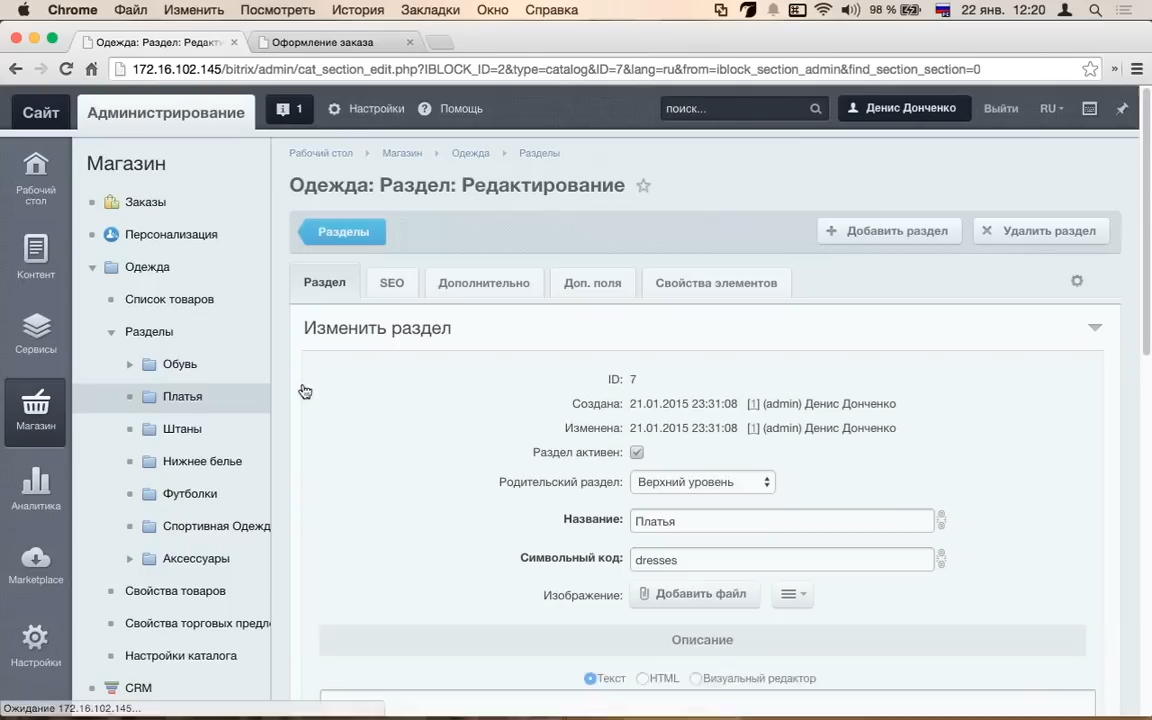 Chrome Файл Изменить Посмотреть История Закладки Окно Справка 98 % 22 янв. 12:20
Одежда: Раздел: Редакти
Оформление заказа
172.16.102.145/bitrix/admin/cat_section_edit.php?IBLOCK_ID=2&type=catalog&ID=7&lang=ru&from=iblock_section_admin&find_section_section=0
Сайт Администрирование 1 Настройки Помощь поиск... Денис Донченко Выйти RU
Рабочий стол
Контент
Сервисы
Магазин
Аналитика
Marketplace
Настройки
Магазин
Заказы
Персонализация
Одежда
Список товаров
Разделы
Обувь
Платья
Штаны
Нижнее белье
Футболки
Спортивная Одежд
Аксессуары
Свойства товаров
Свойства торговых предл
Настройки каталога
CRM
Рабочий стол Магазин Одежда Разделы
Одежда: Раздел: Редактирование
Разделы
Добавить раздел
Удалить раздел
Раздел SEO Дополнительно Доп. поля Свойства элементов
Изменить раздел
ID: 7
Создана: 21.01.2015 23:31:08 [1] (admin) Денис Донченко
Изменена: 21.01.2015 23:31:08 [1] (admin) Денис Донченко
Раздел активен:
Родительский раздел: Верхний уровень
Название: Платья
Символьный код: dresses
Изображение: Добавить файл
Описание
Текст HTML Визуальный редактор
Ожидание 172.16.102.145...